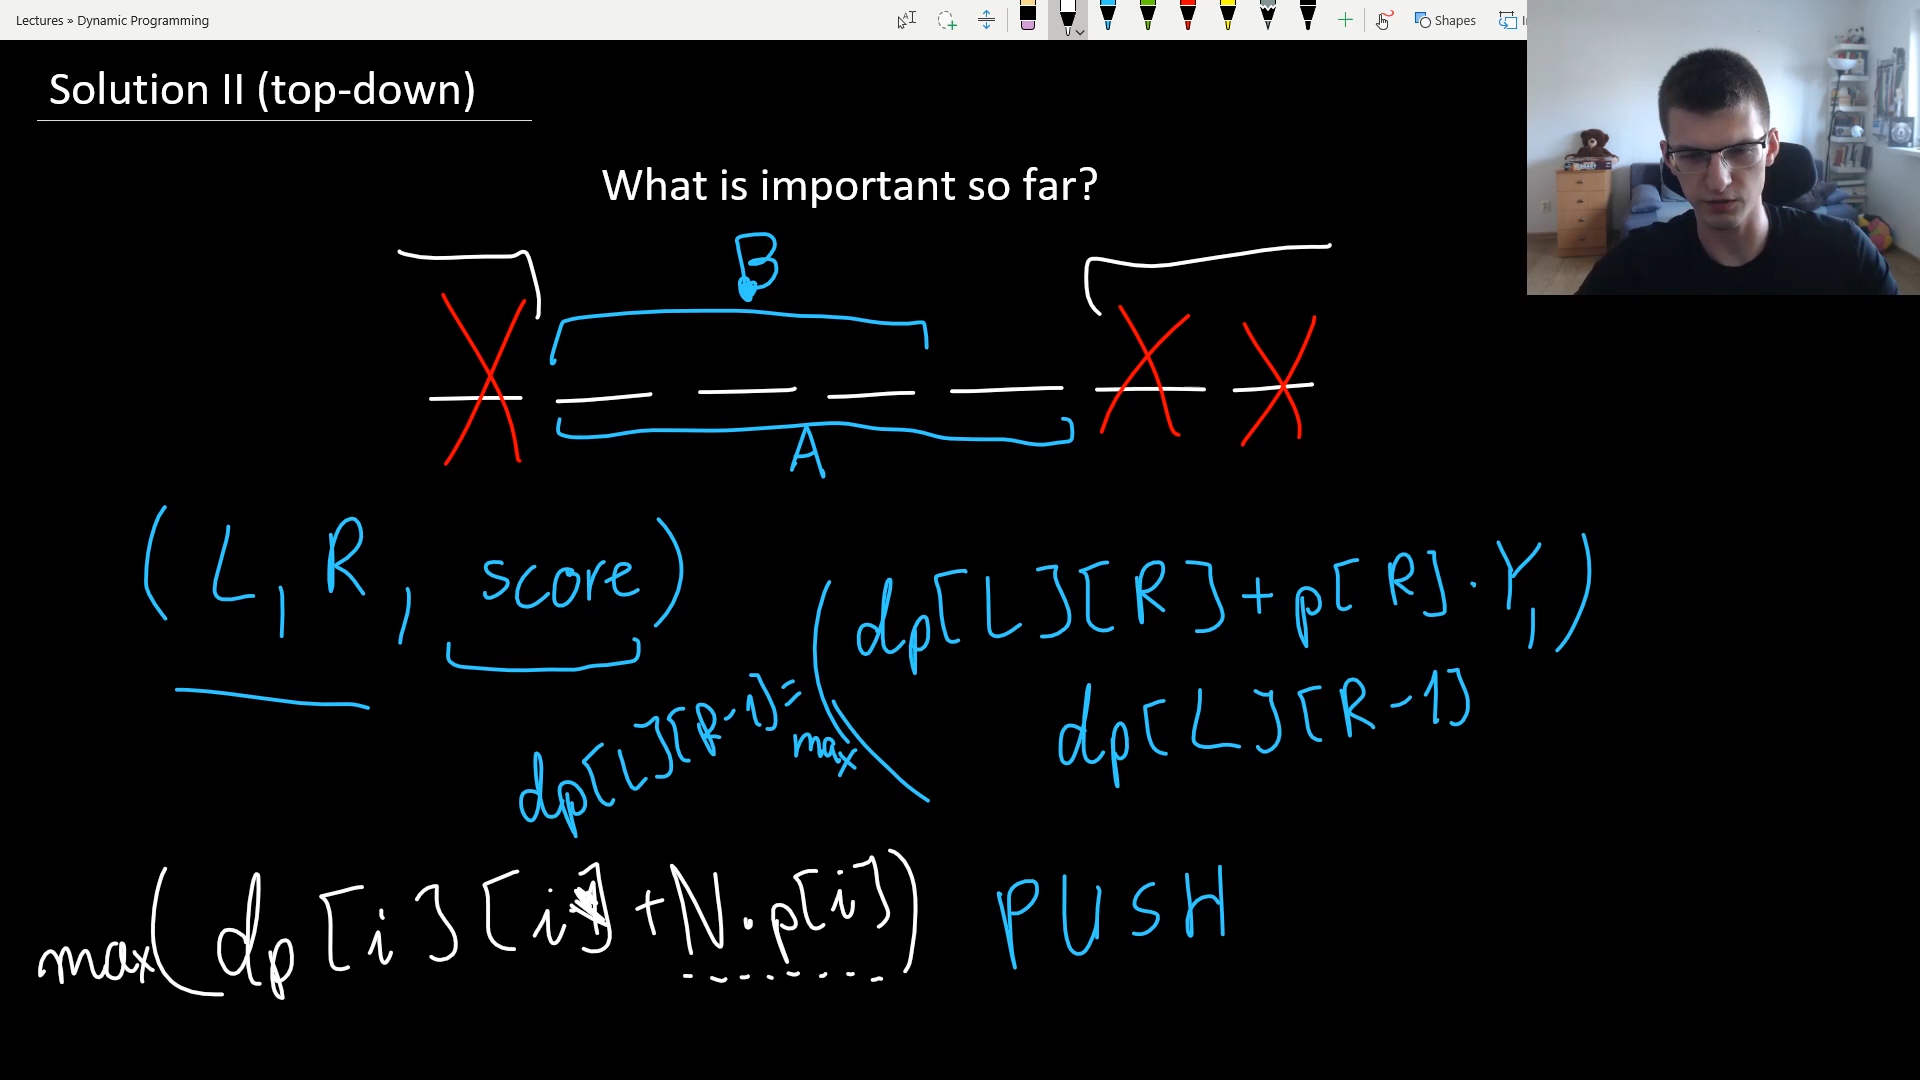 Lectures » Dynamic Programming
Shapes
Solution II (top-down)
What is important so far?
B
A
(L, R, score)
(dp[L][R]+p[R]·Y,)
dp[L][R-1]= max
dp[L][R-1]
max(dp[i][i]+N·p[i])
PUSH